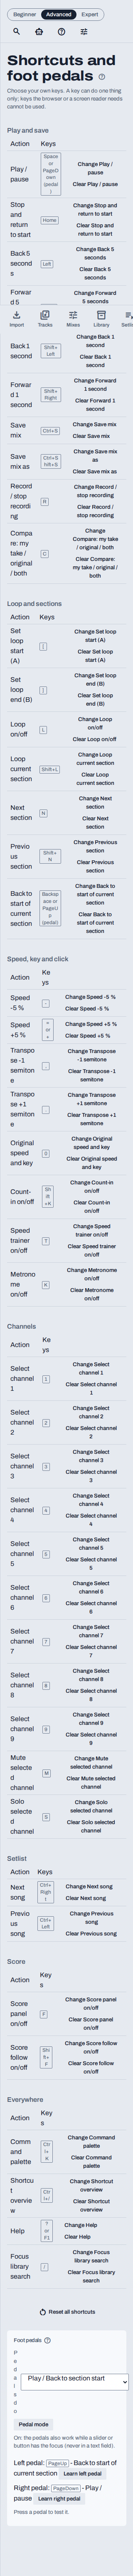 Beginner Advanced Expert
Shortcuts and
foot pedals
Choose your own keys. A key can do one thing
only; keys the browser or a screen reader needs
cannot be used.
Play and save
Action Keys
Play / pause Space or PageDown (pedal) Change Play / pause Clear Play / pause
Stop and return to start Home Change Stop and return to start Clear Stop and return to start
Back 5 seconds Left Change Back 5 seconds Clear Back 5 seconds
Forward 5 Change Forward 5 seconds
Import Tracks Mixes Library
Back 1 second Shift+Left Change Back 1 second Clear Back 1 second
Forward 1 second Shift+Right Change Forward 1 second Clear Forward 1 second
Save mix Ctrl+S Change Save mix Clear Save mix
Save mix as Ctrl+Shift+S Change Save mix as Clear Save mix as
Record / stop recording R Change Record / stop recording Clear Record / stop recording
Compare: my take / original / both C Change Compare: my take / original / both Clear Compare: my take / original / both
Loop and sections
Action Keys
Set loop start (A) [ Change Set loop start (A) Clear Set loop start (A)
Set loop end (B) ] Change Set loop end (B) Clear Set loop end (B)
Loop on/off L Change Loop on/off Clear Loop on/off
Loop current section Shift+L Change Loop current section Clear Loop current section
Next section N Change Next section Clear Next section
Previous section Shift+N Change Previous section Clear Previous section
Back to start of current section Backspace or PageUp (pedal) Change Back to start of current section Clear Back to start of current section
Speed, key and click
Action Keys
Speed -5 % - Change Speed -5 % Clear Speed -5 %
Speed +5 % = or + Change Speed +5 % Clear Speed +5 %
Transpose -1 semitone Change Transpose -1 semitone Clear Transpose -1 semitone
Transpose +1 semitone Change Transpose +1 semitone Clear Transpose +1 semitone
Original speed and key 0 Change Original speed and key Clear Original speed and key
Count-in on/off Shift+K Change Count-in on/off Clear Count-in on/off
Speed trainer on/off T Change Speed trainer on/off Clear Speed trainer on/off
Metronome on/off K Change Metronome on/off Clear Metronome on/off
Channels
Action Keys
Select channel 1 1 Change Select channel 1 Clear Select channel 1
Select channel 2 2 Change Select channel 2 Clear Select channel 2
Select channel 3 3 Change Select channel 3 Clear Select channel 3
Select channel 4 4 Change Select channel 4 Clear Select channel 4
Select channel 5 5 Change Select channel 5 Clear Select channel 5
Select channel 6 6 Change Select channel 6 Clear Select channel 6
Select channel 7 7 Change Select channel 7 Clear Select channel 7
Select channel 8 8 Change Select channel 8 Clear Select channel 8
Select channel 9 9 Change Select channel 9 Clear Select channel 9
Mute selected channel M Change Mute selected channel Clear Mute selected channel
Solo selected channel S Change Solo selected channel Clear Solo selected channel
Setlist
Action Keys
Next song Ctrl+Right Change Next song Clear Next song
Previous song Ctrl+Left Change Previous song Clear Previous song
Score
Action Keys
Score panel on/off F Change Score panel on/off Clear Score panel on/off
Score follow on/off Shift+F Change Score follow on/off Clear Score follow on/off
Everywhere
Action Keys
Command palette Ctrl+K Change Command palette Clear Command palette
Shortcut overview Ctrl+/ Change Shortcut overview Clear Shortcut overview
Help ? or F1 Change Help Clear Help
Focus library search / Change Focus library search Clear Focus library search
Reset all shortcuts
Foot pedals
Pedals do Play / Back to section start
Pedal mode
On: the pedals also work while a slider or
button has the focus (never in a text field).
Left pedal: PageUp - Back to start of
current section Learn left pedal
Right pedal: PageDown - Play /
pause Learn right pedal
Press a pedal to test it.